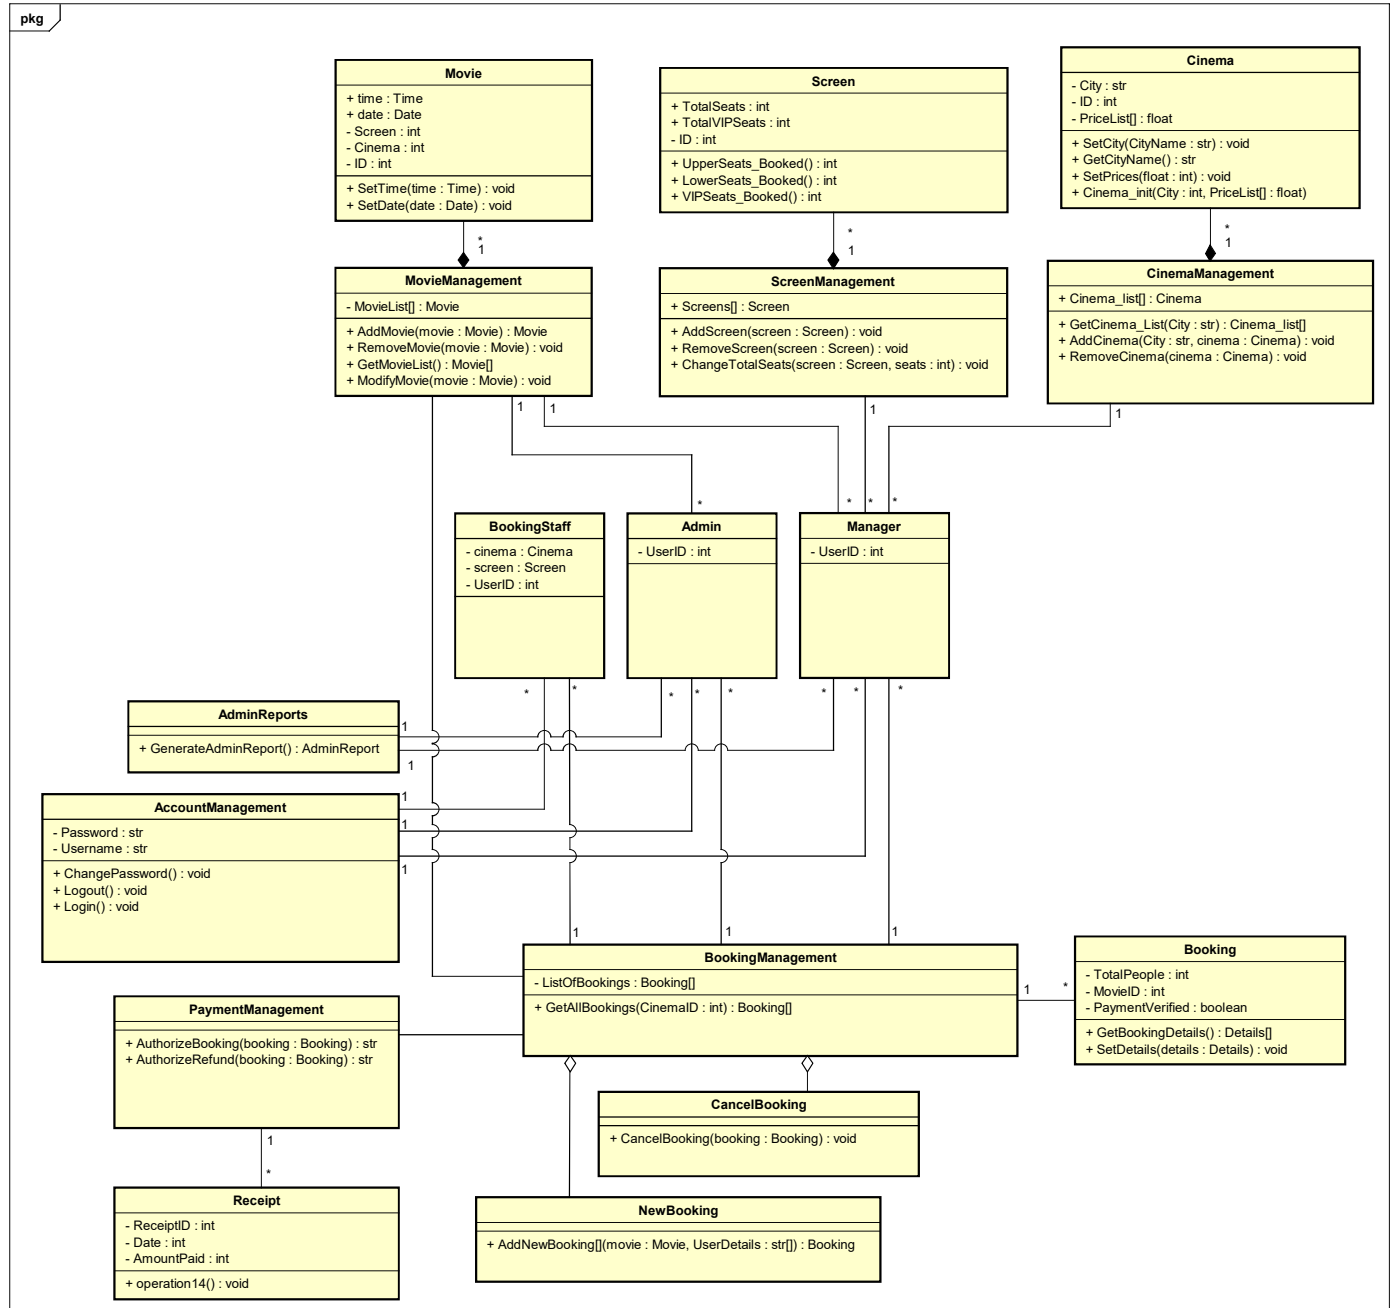 pkg
Movie
+ time : Time
+ date : Date
- Screen : int
- Cinema : int
- ID : int
+ SetTime(time : Time) : void
+ SetDate(date : Date) : void
Screen
+ TotalSeats : int
+ TotalVIPSeats : int
- ID : int
+ UpperSeats_Booked() : int
+ LowerSeats_Booked() : int
+ VIPSeats_Booked() : int
Cinema
- City : str
- ID : int
- PriceList[] : float
+ SetCity(CityName : str) : void
+ GetCityName() : str
+ SetPrices(float : int) : void
+ Cinema_init(City : int, PriceList[] : float)
*
1
*
1
*
1
MovieManagement
- MovieList[] : Movie
+ AddMovie(movie : Movie) : Movie
+ RemoveMovie(movie : Movie) : void
+ GetMovieList() : Movie[]
+ ModifyMovie(movie : Movie) : void
ScreenManagement
+ Screens[] : Screen
+ AddScreen(screen : Screen) : void
+ RemoveScreen(screen : Screen) : void
+ ChangeTotalSeats(screen : Screen, seats : int) : void
CinemaManagement
+ Cinema_list[] : Cinema
+ GetCinema_List(City : str) : Cinema_list[]
+ AddCinema(City : str, cinema : Cinema) : void
+ RemoveCinema(cinema : Cinema) : void
1
1
1
1
*
*
*
*
BookingStaff
- cinema : Cinema
- screen : Screen
- UserID : int
Admin
- UserID : int
Manager
- UserID : int
*
*
*
*
*
*
*
*
AdminReports
+ GenerateAdminReport() : AdminReport
1
1
AccountManagement
- Password : str
- Username : str
+ ChangePassword() : void
+ Logout() : void
+ Login() : void
1
1
1
1
1
1
BookingManagement
- ListOfBookings : Booking[]
+ GetAllBookings(CinemaID : int) : Booking[]
1
*
Booking
- TotalPeople : int
- MovieID : int
- PaymentVerified : boolean
+ GetBookingDetails() : Details[]
+ SetDetails(details : Details) : void
PaymentManagement
+ AuthorizeBooking(booking : Booking) : str
+ AuthorizeRefund(booking : Booking) : str
1
*
CancelBooking
+ CancelBooking(booking : Booking) : void
Receipt
- ReceiptID : int
- Date : int
- AmountPaid : int
+ operation14() : void
NewBooking
+ AddNewBooking[](movie : Movie, UserDetails : str[]) : Booking